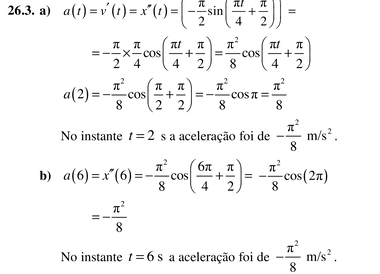 26.3. a) a(t) = v′(t) = x″(t) = (−π/2 sin(πt/4 + π/2))′ =
= −π/2 × π/4 cos(πt/4 + π/2) = π²/8 cos(πt/4 + π/2)
a(2) = −π²/8 cos(π/2 + π/2) = −π²/8 cos π = π²/8
No instante t = 2 s a aceleração foi de −π²/8 m/s².
b) a(6) = x″(6) = −π²/8 cos(6π/4 + π/2) = −π²/8 cos(2π)
= −π²/8
No instante t = 6 s a aceleração foi de −π²/8 m/s².